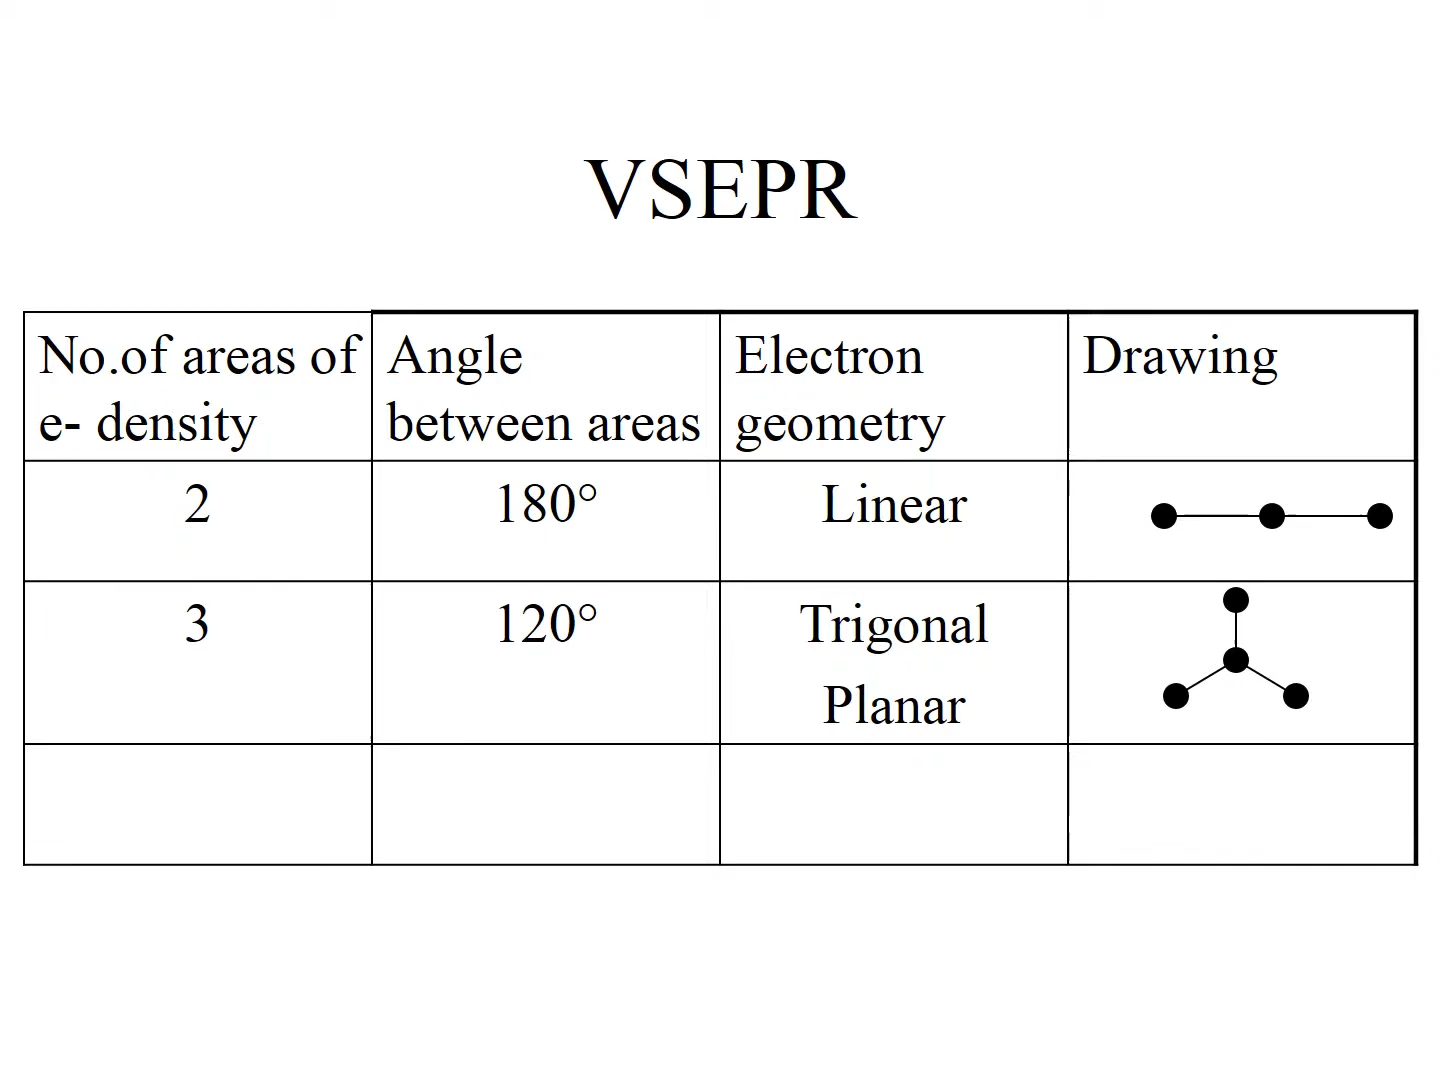 VSEPR
No.of areas of e- density
Angle between areas
Electron geometry
Drawing
2
180°
Linear
3
120°
Trigonal
Planar